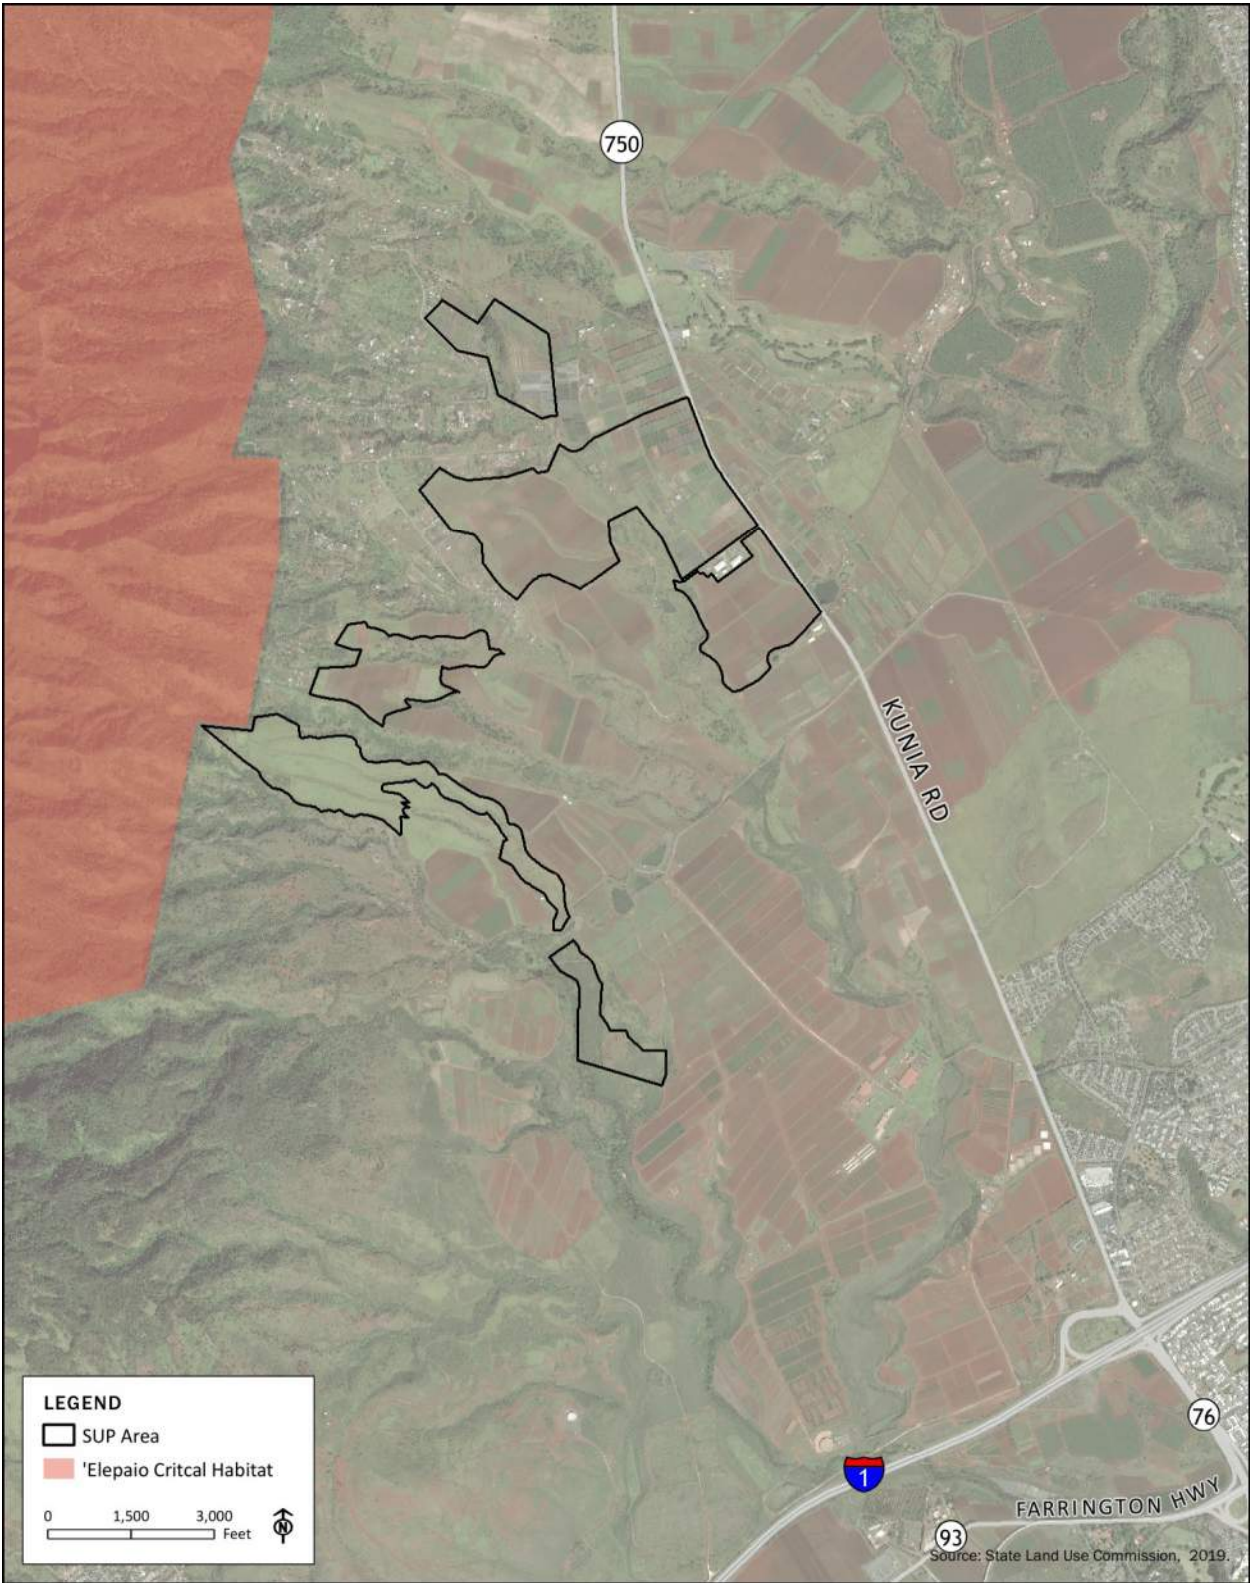 750
KUNIA RD
LEGEND
SUP Area
'Elepaio Critcal Habitat
0 1,500 3,000
Feet
N
1
76
FARRINGTON HWY
93
Source: State Land Use Commission, 2019.